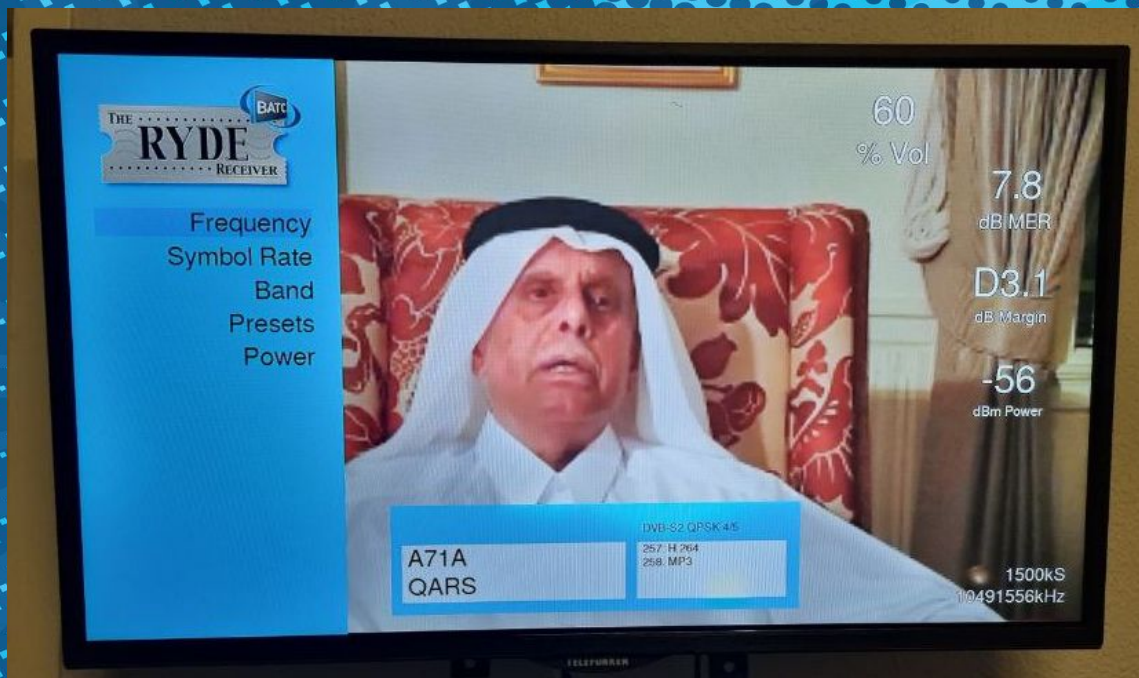 THE
BATC
RYDE
RECEIVER
Frequency
Symbol Rate
Band
Presets
Power
60
% Vol
7.8
dB MER
D3.1
dB Margin
-56
dBm Power
A71A
QARS
DVB-S2 QPSK 4/5
257: H 264
258: MP3
1500kS
10491556kHz
TELEFUNKEN